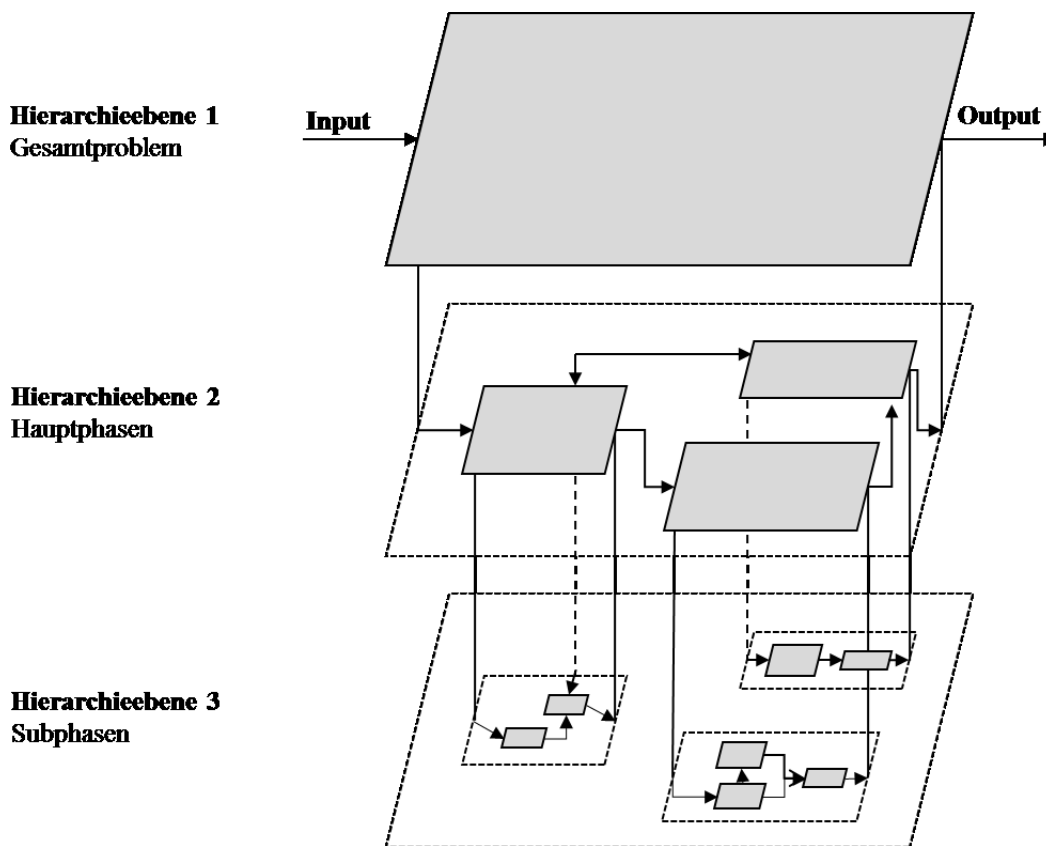 Hierarchieebene 1
Gesamtproblem
Input
Output
Hierarchieebene 2
Hauptphasen
Hierarchieebene 3
Subphasen